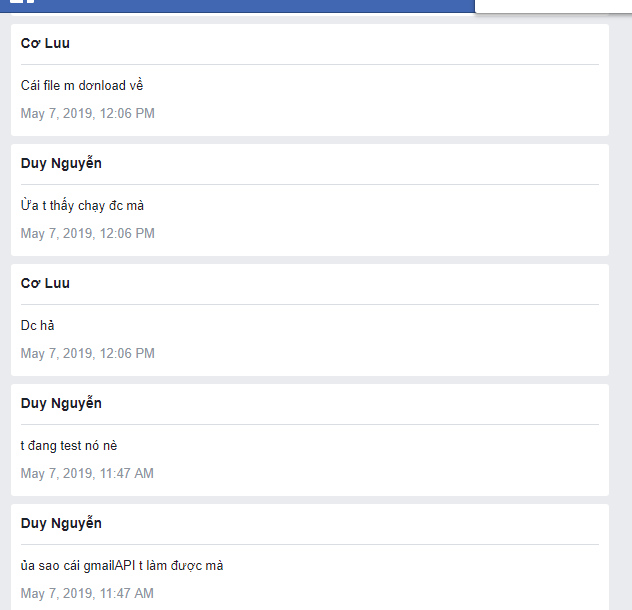 Cơ Luu
Cái file m dơnload về
May 7, 2019, 12:06 PM
Duy Nguyễn
Ừa t thấy chạy đc mà
May 7, 2019, 12:06 PM
Cơ Luu
Dc hả
May 7, 2019, 12:06 PM
Duy Nguyễn
t đang test nó nè
May 7, 2019, 11:47 AM
Duy Nguyễn
ủa sao cái gmailAPI t làm được mà
May 7, 2019, 11:47 AM